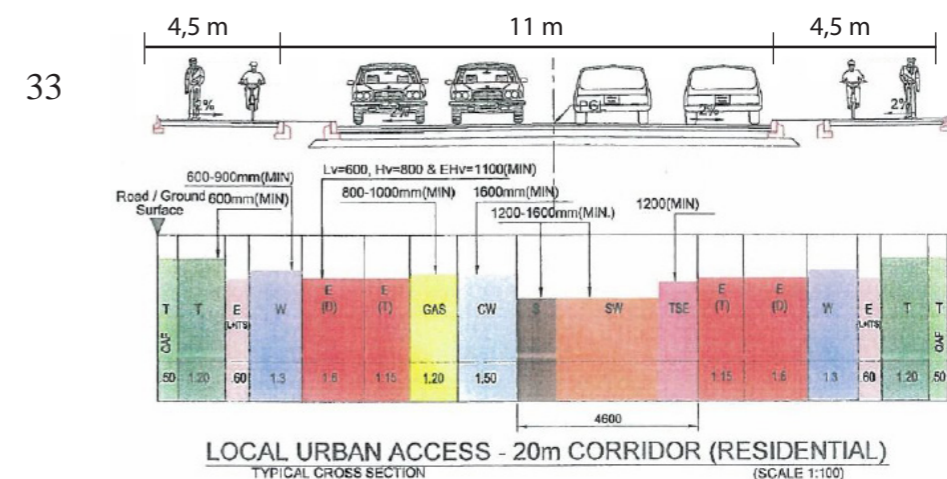 4,5 m 11 m 4,5 m
33
2% 2% PGL 2% 2%
600-900mm(MIN) Lv=600, Hv=800 & EHv=1100(MIN)
Road / Ground Surface 600mm(MIN) 800-1000mm(MIN) 1600mm(MIN) 1200-1600mm(MIN.) 1200(MIN)
T T E (LHTS) W E (D) E (T) GAS CW S SW TSE E (T) E (D) W E (LHTS) T T
OAF OAF
.50 1.20 .60 1.3 1.6 1.15 1.20 1.50 1.15 1.6 1.3 .60 1.20 .50
4600
LOCAL URBAN ACCESS - 20m CORRIDOR (RESIDENTIAL)
TYPICAL CROSS SECTION (SCALE 1:100)